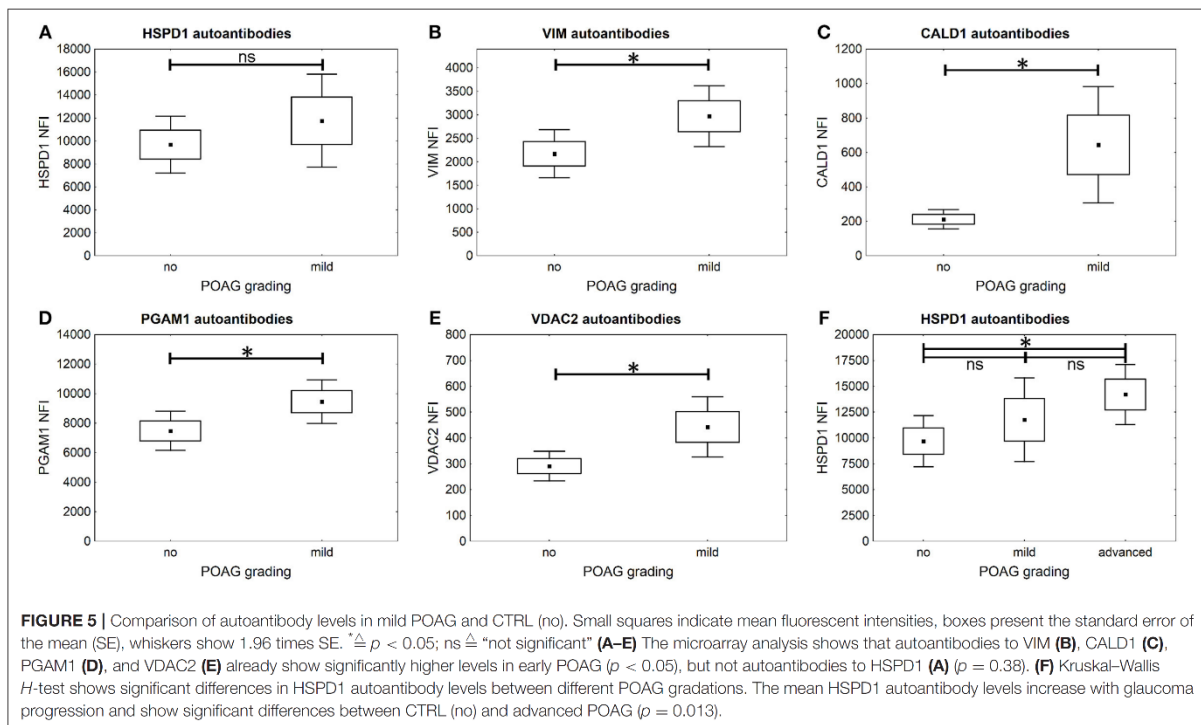 A
HSPD1 autoantibodies
18000
16000
14000
12000
10000
8000
6000
4000
2000
0
HSPD1 NFI
ns
no
mild
POAG grading
B
VIM autoantibodies
4000
3500
3000
2500
2000
1500
1000
500
0
VIM NFI
*
no
mild
POAG grading
C
CALD1 autoantibodies
1200
1000
800
600
400
200
0
CALD1 NFI
*
no
mild
POAG grading
D
PGAM1 autoantibodies
14000
12000
10000
8000
6000
4000
2000
0
PGAM1 NFI
*
no
mild
POAG grading
E
VDAC2 autoantibodies
800
700
600
500
400
300
200
100
0
VDAC2 NFI
*
no
mild
POAG grading
F
HSPD1 autoantibodies
20000
17500
15000
12500
10000
7500
5000
2500
0
HSPD1 NFI
*
ns
ns
no
mild
advanced
POAG grading
FIGURE 5 | Comparison of autoantibody levels in mild POAG and CTRL (no). Small squares indicate mean fluorescent intensities, boxes present the standard error of
the mean (SE), whiskers show 1.96 times SE. *≙ p < 0.05; ns ≙ “not significant” (A–E) The microarray analysis shows that autoantibodies to VIM (B), CALD1 (C),
PGAM1 (D), and VDAC2 (E) already show significantly higher levels in early POAG (p < 0.05), but not autoantibodies to HSPD1 (A) (p = 0.38). (F) Kruskal–Wallis
H-test shows significant differences in HSPD1 autoantibody levels between different POAG gradations. The mean HSPD1 autoantibody levels increase with glaucoma
progression and show significant differences between CTRL (no) and advanced POAG (p = 0.013).